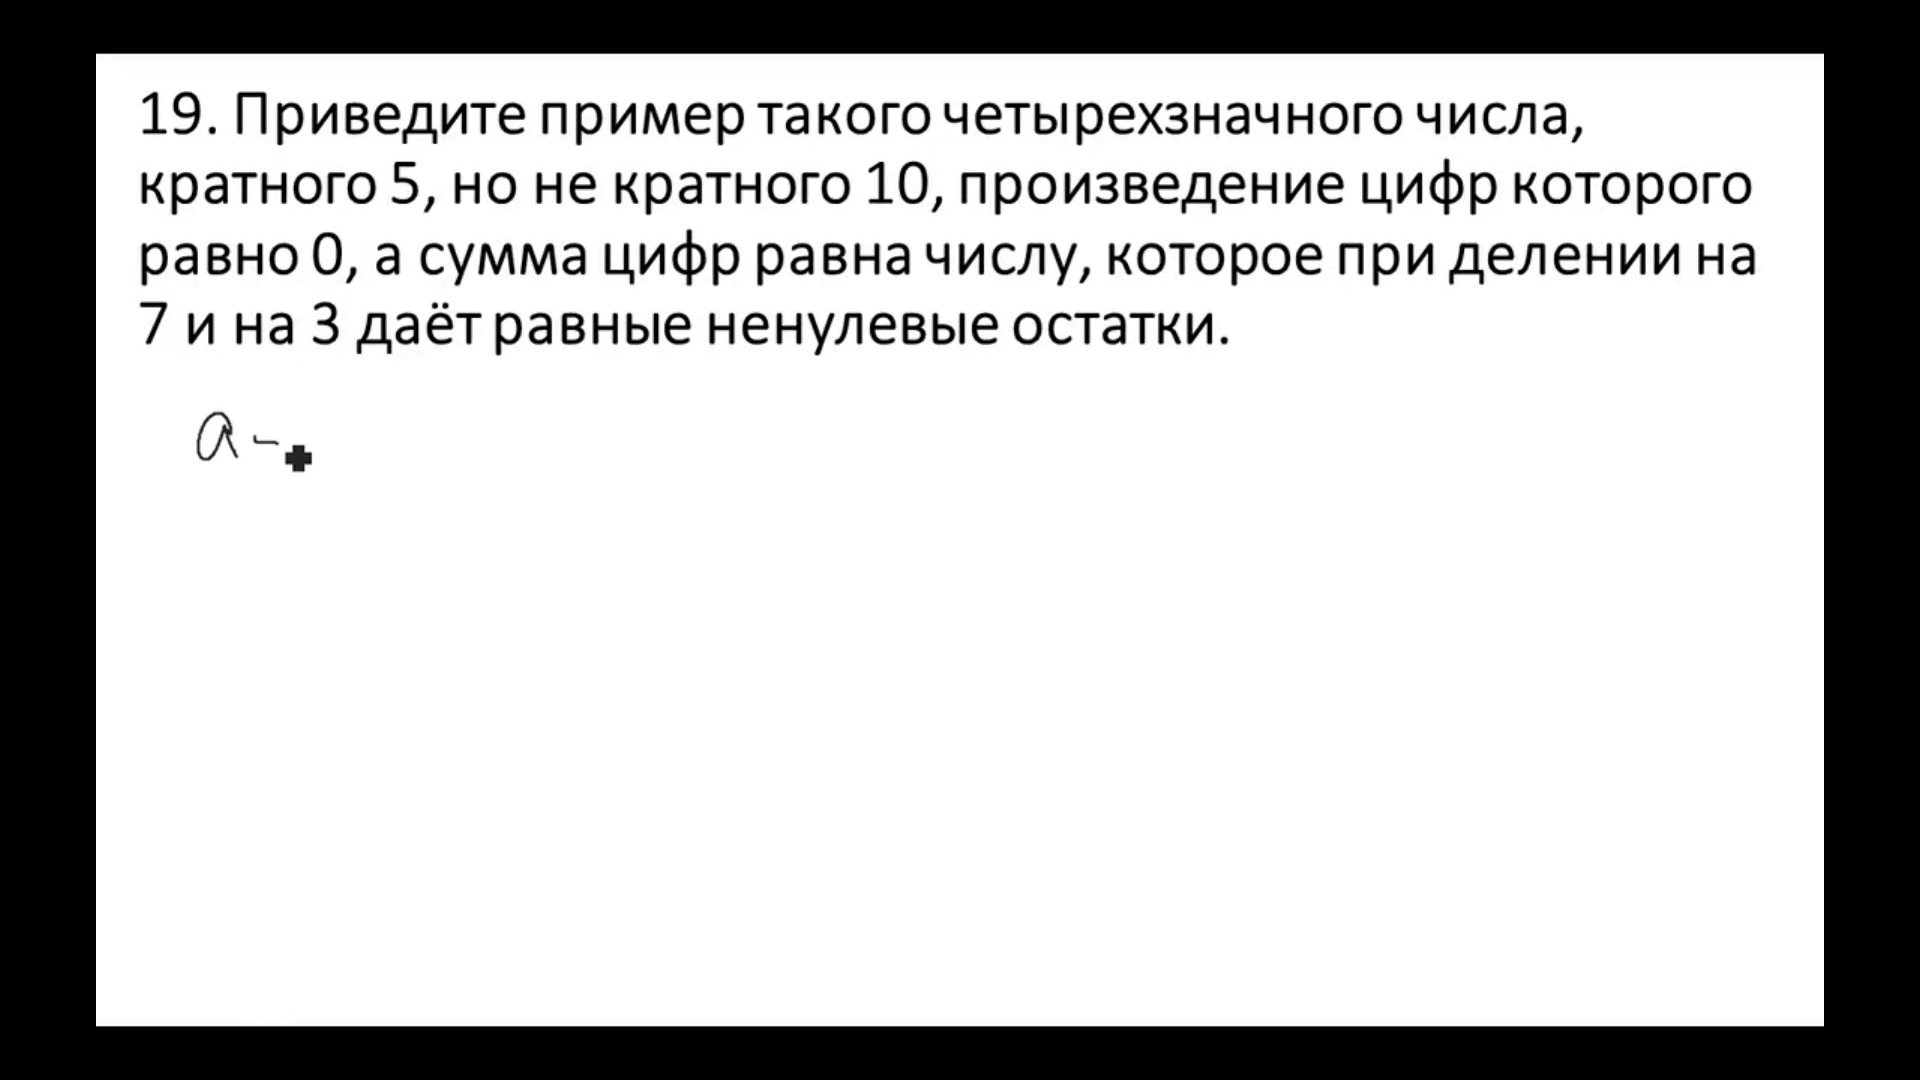 19. Приведите пример такого четырехзначного числа,
кратного 5, но не кратного 10, произведение цифр которого
равно 0, а сумма цифр равна числу, которое при делении на
7 и на 3 даёт равные ненулевые остатки.
a -